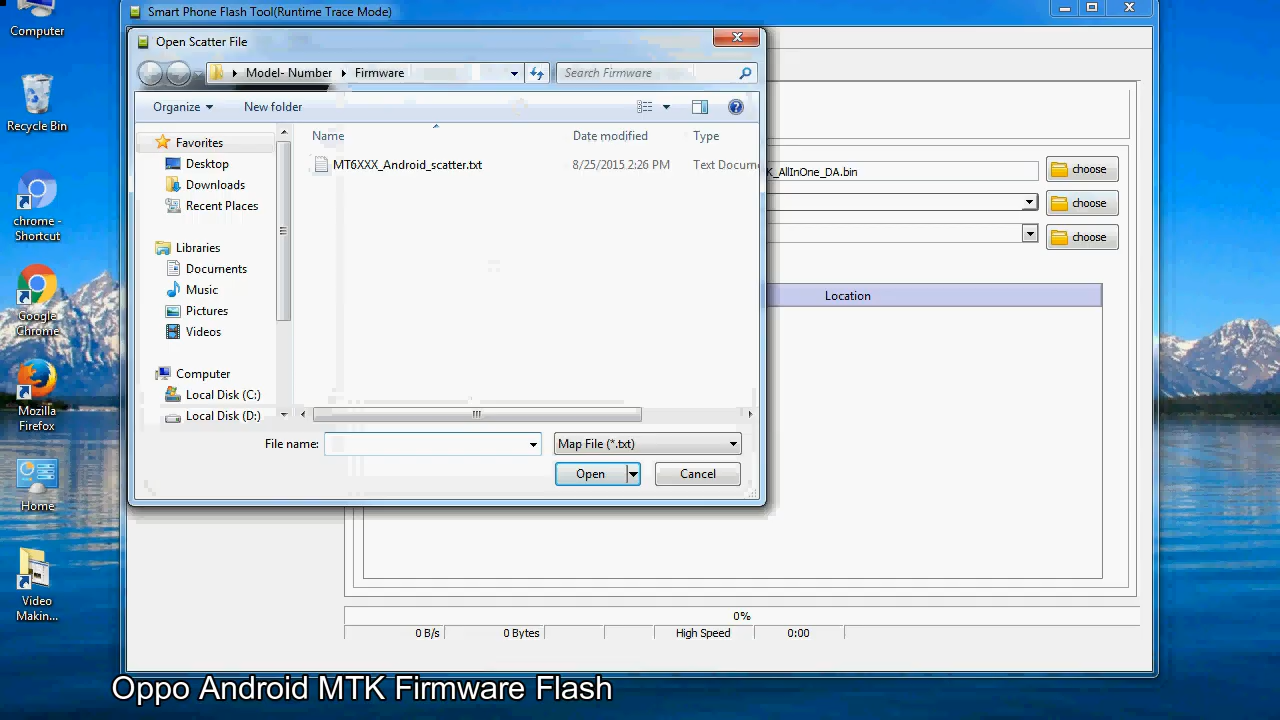 Computer
Recycle Bin
chrome -
Shortcut
Google
Chrome
Mozilla
Firefox
Home
Video
Makin...
Smart Phone Flash Tool(Runtime Trace Mode)
Open Scatter File
Model- Number
Firmware
Search Firmware
Organize
New folder
Favorites
Desktop
Downloads
Recent Places
Libraries
Documents
Music
Pictures
Videos
Computer
Local Disk (C:)
Local Disk (D:)
Name
Date modified
Type
MT6XXX_Android_scatter.txt
8/25/2015 2:26 PM
Text Docum
File name:
Map File (*.txt)
Open
Cancel
K_AllInOne_DA.bin
choose
choose
choose
Location
0%
0 B/s
0 Bytes
High Speed
0:00
Oppo Android MTK Firmware Flash